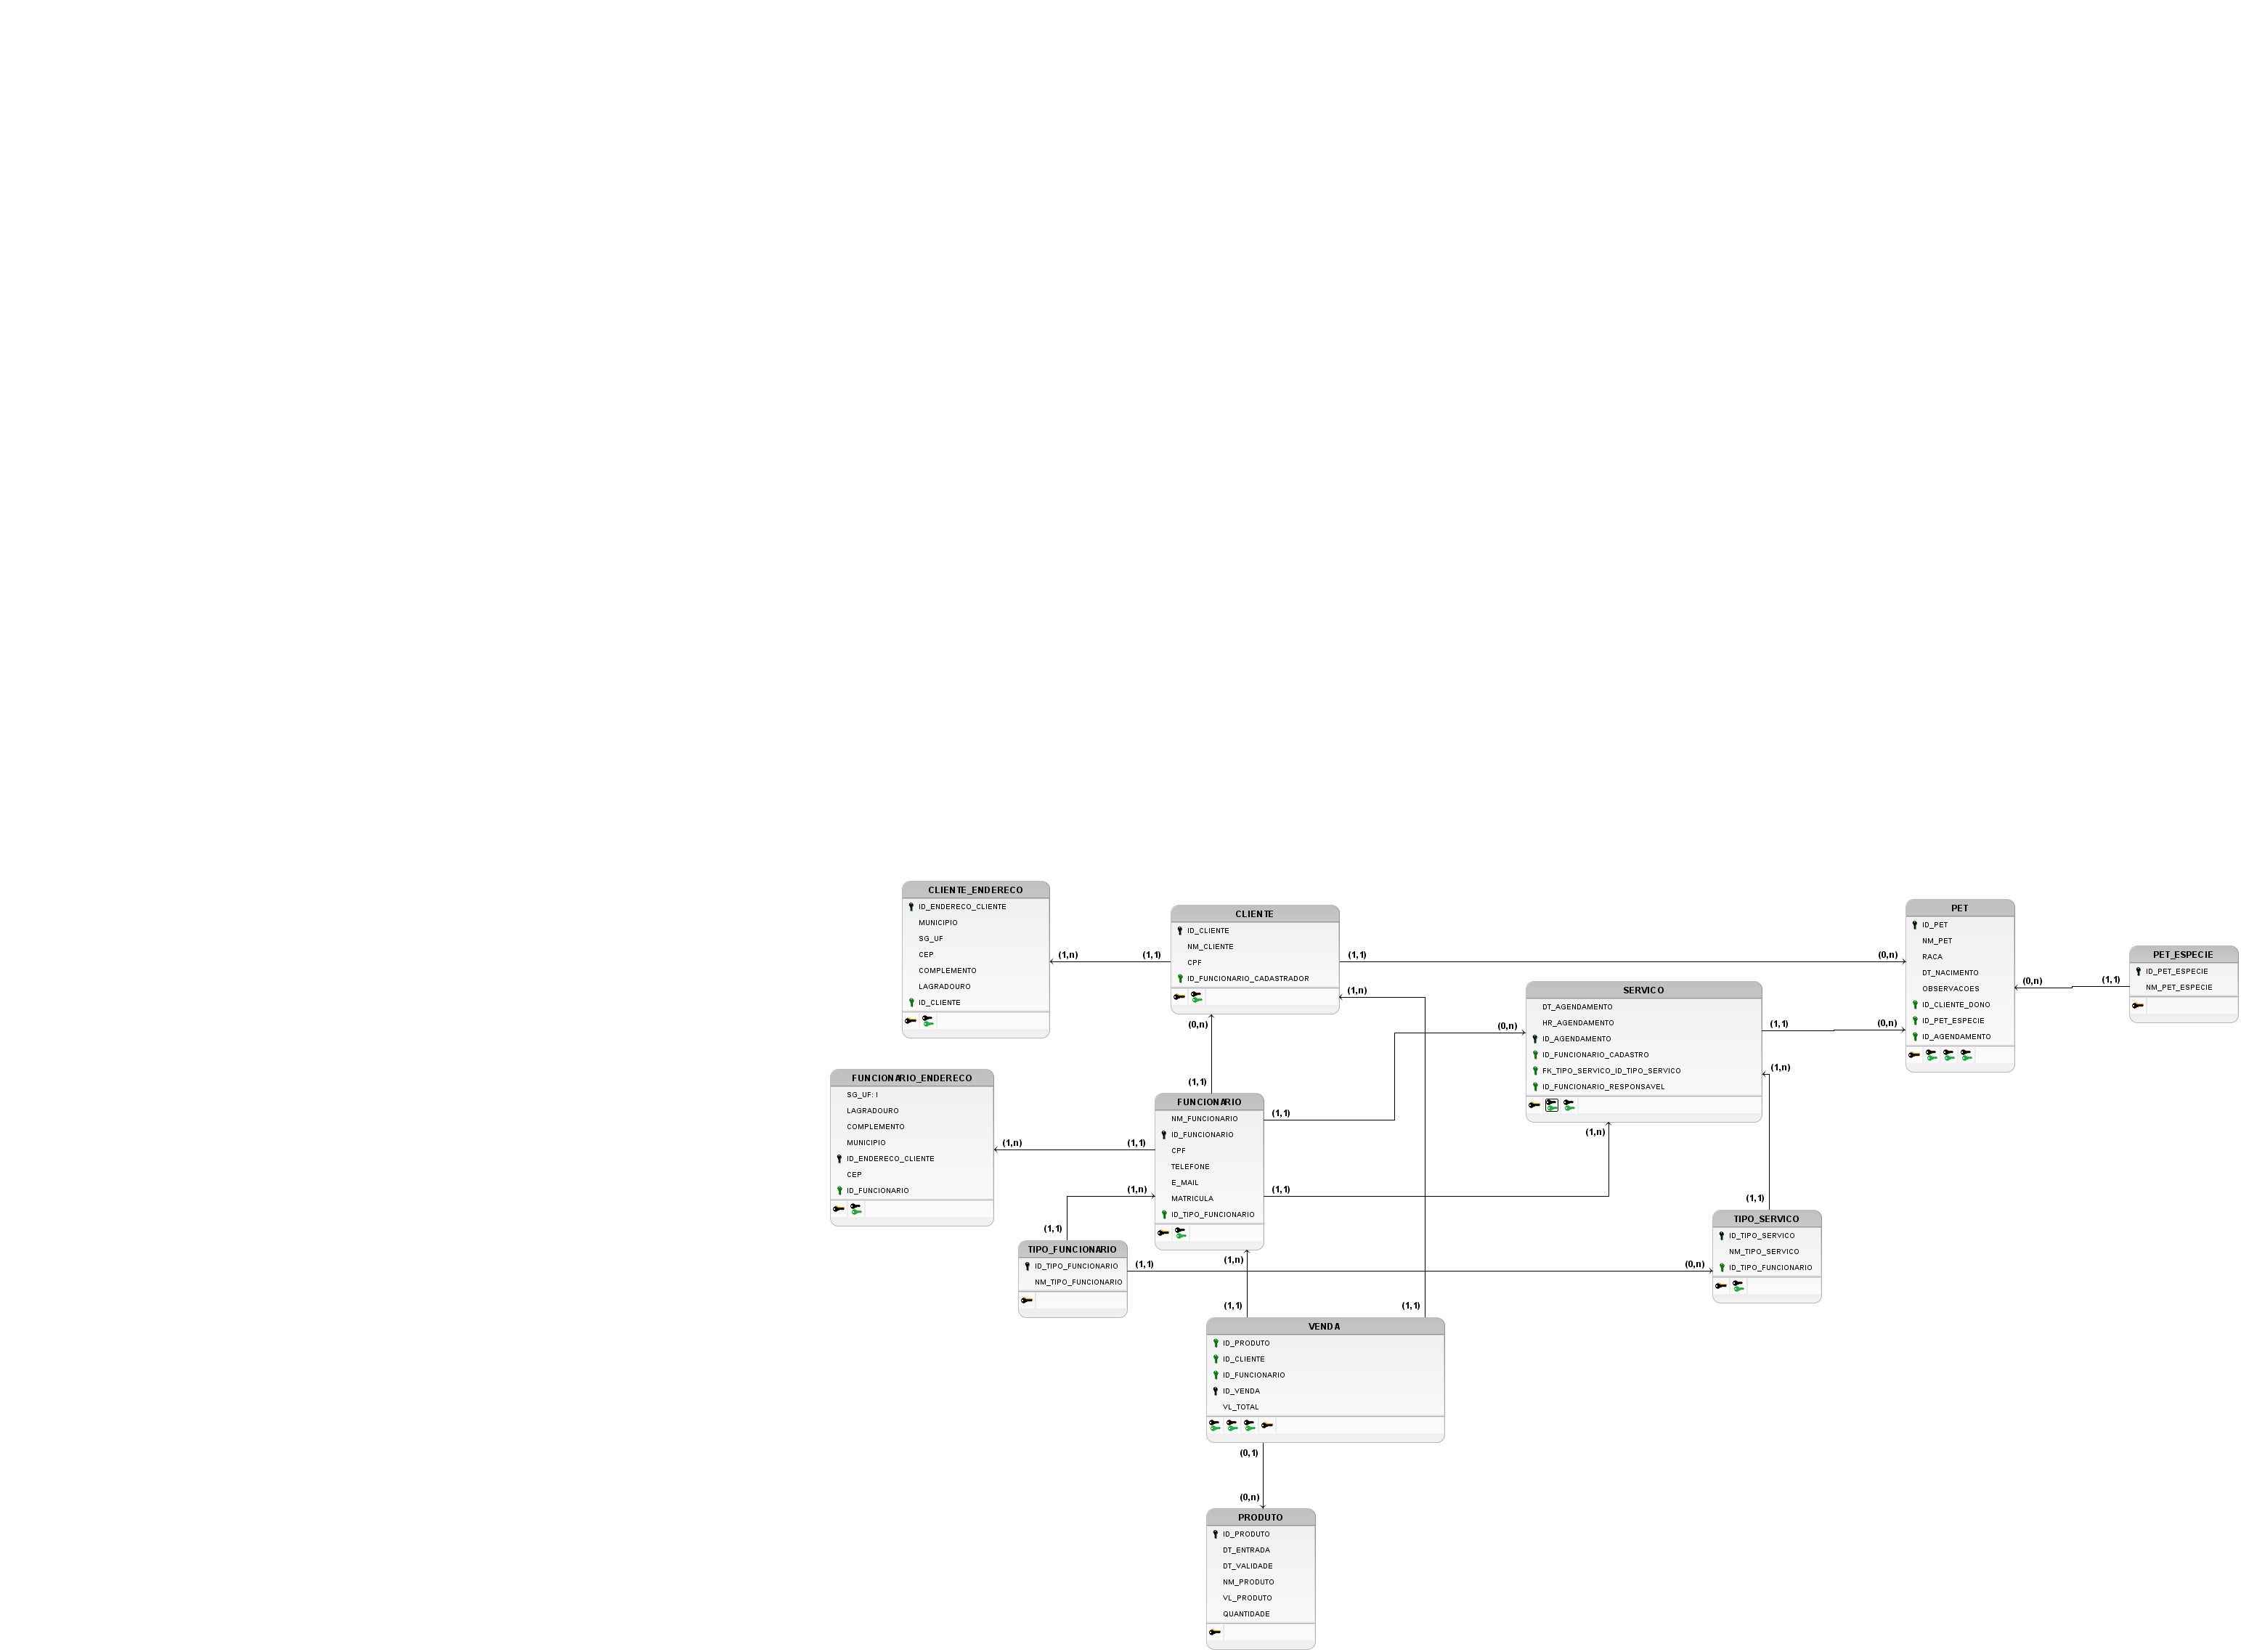 CLIENTE_ENDERECO
ID_ENDERECO_CLIENTE
MUNICIPIO
SG_UF
CEP
COMPLEMENTO
LAGRADOURO
ID_CLIENTE
(1,n)
(1,1)
CLIENTE
ID_CLIENTE
NM_CLIENTE
CPF
ID_FUNCIONARIO_CADASTRADOR
(1,1)
(0,n)
(1,n)
(0,n)
(1,1)
PET
ID_PET
NM_PET
RACA
DT_NACIMENTO
OBSERVACOES
ID_CLIENTE_DONO
ID_PET_ESPECIE
ID_AGENDAMENTO
(0,n)
(1,1)
PET_ESPECIE
ID_PET_ESPECIE
NM_PET_ESPECIE
SERVICO
DT_AGENDAMENTO
HR_AGENDAMENTO
ID_AGENDAMENTO
ID_FUNCIONARIO_CADASTRO
FK_TIPO_SERVICO_ID_TIPO_SERVICO
ID_FUNCIONARIO_RESPONSAVEL
(0,n)
(1,1)
(0,n)
(1,n)
(1,n)
FUNCIONARIO_ENDERECO
SG_UF: I
LAGRADOURO
COMPLEMENTO
MUNICIPIO
ID_ENDERECO_CLIENTE
CEP
ID_FUNCIONARIO
(1,n)
(1,1)
FUNCIONARIO
NM_FUNCIONARIO
ID_FUNCIONARIO
CPF
TELEFONE
E_MAIL
MATRICULA
ID_TIPO_FUNCIONARIO
(1,1)
(1,1)
(1,n)
(1,1)
TIPO_FUNCIONARIO
ID_TIPO_FUNCIONARIO
NM_TIPO_FUNCIONARIO
(1,1)
(0,n)
(1,1)
TIPO_SERVICO
ID_TIPO_SERVICO
NM_TIPO_SERVICO
ID_TIPO_FUNCIONARIO
(1,n)
(1,1)
(1,1)
VENDA
ID_PRODUTO
ID_CLIENTE
ID_FUNCIONARIO
ID_VENDA
VL_TOTAL
(0,1)
(0,n)
PRODUTO
ID_PRODUTO
DT_ENTRADA
DT_VALIDADE
NM_PRODUTO
VL_PRODUTO
QUANTIDADE